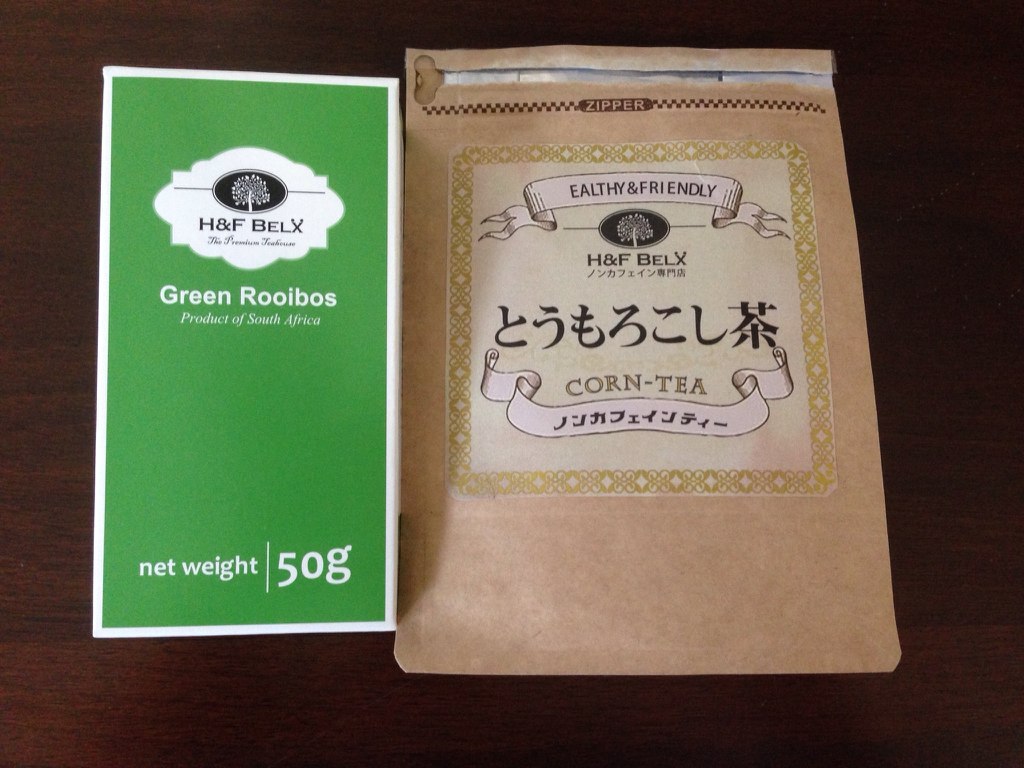 H&F BELX
The Premium Teahouse
Green Rooibos
Product of South Africa
net weight 50g
ZIPPER
EALTHY&FRIENDLY
H&F BELX
ノンカフェイン専門店
とうもろこし茶
CORN-TEA
ノンカフェインティー